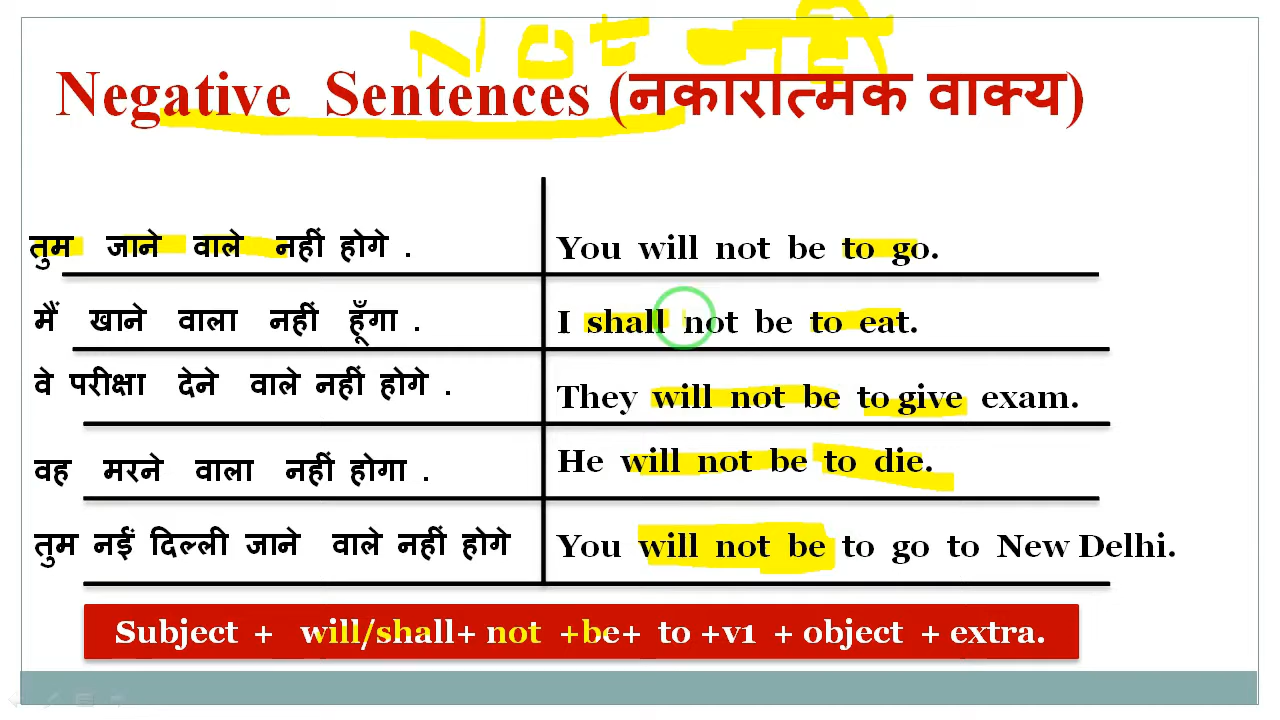 Not = नहीं
Negative Sentences (नकारात्मक वाक्य)
तुम जाने वाले नहीं होगे .
You will not be to go.
मैं खाने वाला नहीं हूँगा .
I shall not be to eat.
वे परीक्षा देने वाले नहीं होगे .
They will not be to give exam.
वह मरने वाला नहीं होगा .
He will not be to die.
तुम नईं दिल्ली जाने वाले नहीं होगे
You will not be to go to New Delhi.
Subject + will/shall+ not +be+ to +v1 + object + extra.